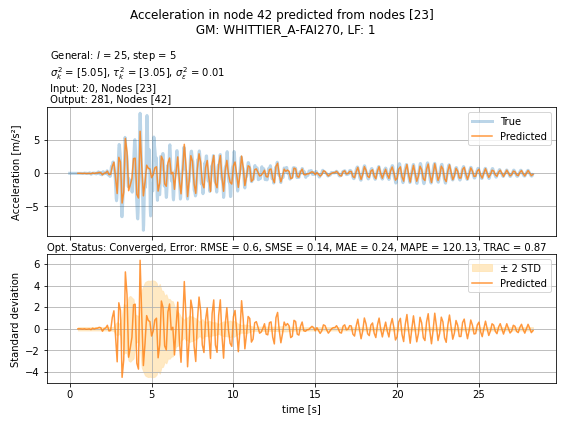 Acceleration in node 42 predicted from nodes [23]
GM: WHITTIER_A-FAI270, LF: 1
General: l = 25, step = 5
σ²ₖ = [5.05], τ²ₖ = [3.05], σ²ε = 0.01
Input: 20, Nodes [23]
Output: 281, Nodes [42]
Acceleration [m/s²]
5
0
−5
True
Predicted
Opt. Status: Converged, Error: RMSE = 0.6, SMSE = 0.14, MAE = 0.24, MAPE = 120.13, TRAC = 0.87
Standard deviation
6
4
2
0
−2
−4
± 2 STD
Predicted
0 5 10 15 20 25
time [s]